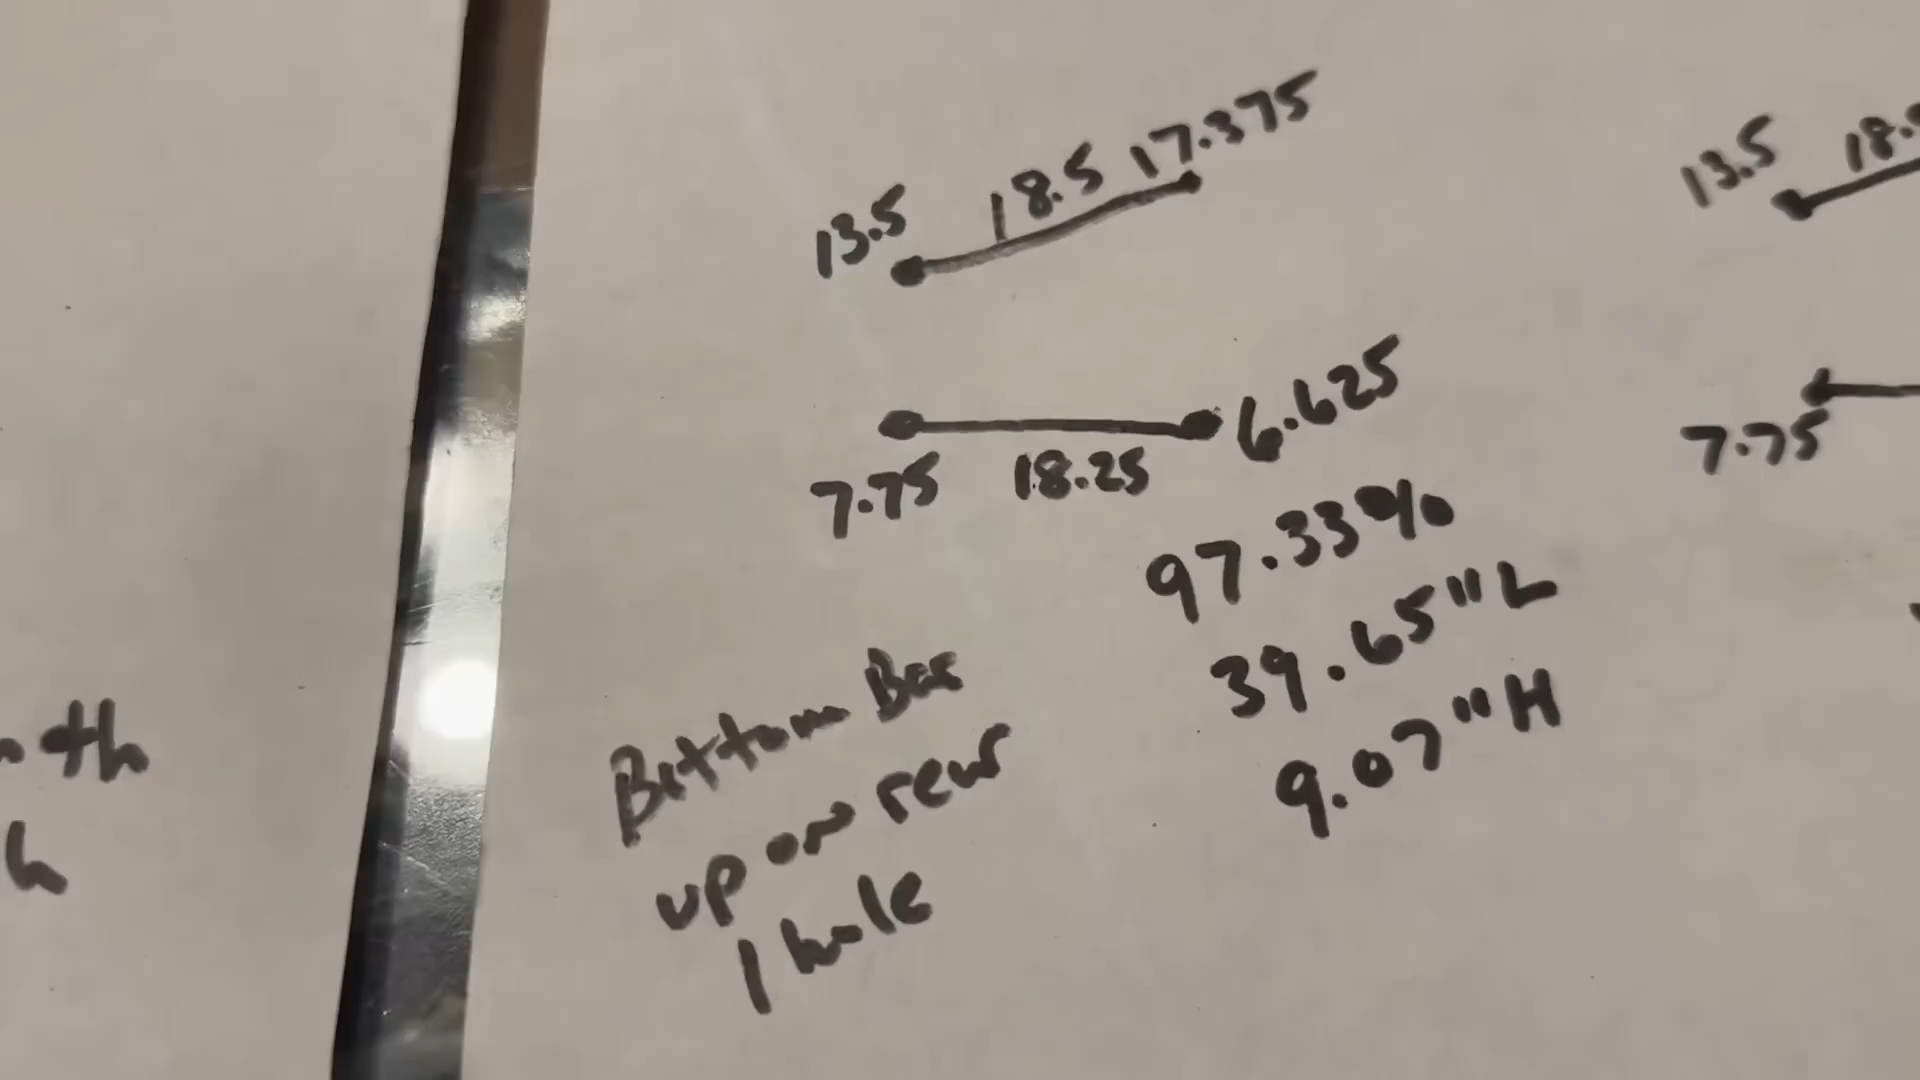 13.5 18.5 17.375
7.75 18.25 6.625
97.33%
39.65"L
9.07"H
Bottom Bar
up on rear
1 hole
13.5
7.75